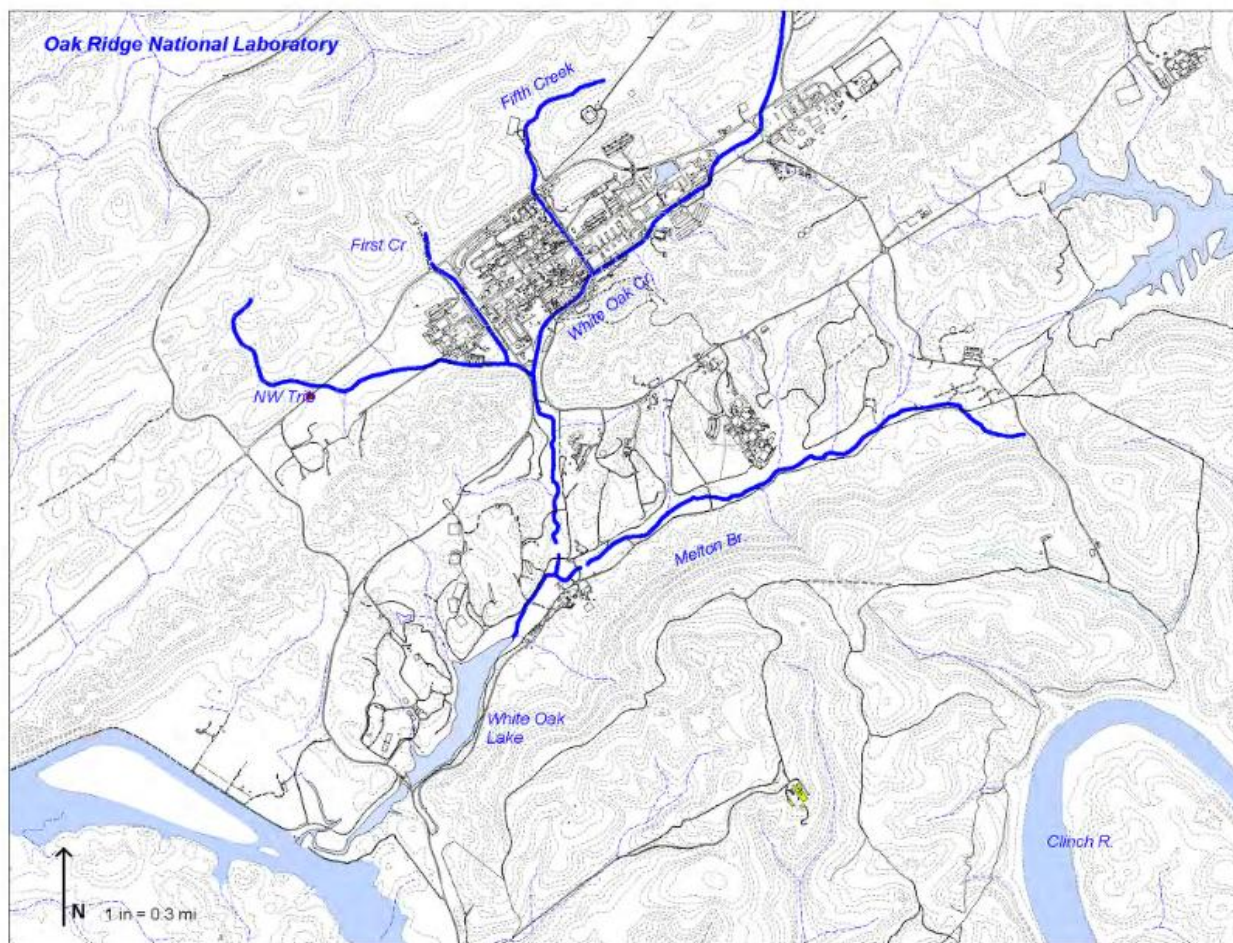 Oak Ridge National Laboratory
Fifth Creek
First Cr
White Oak Cr.
NW Trib
Melton Br.
White Oak
Lake
Clinch R.
N
1 in = 0.3 mi